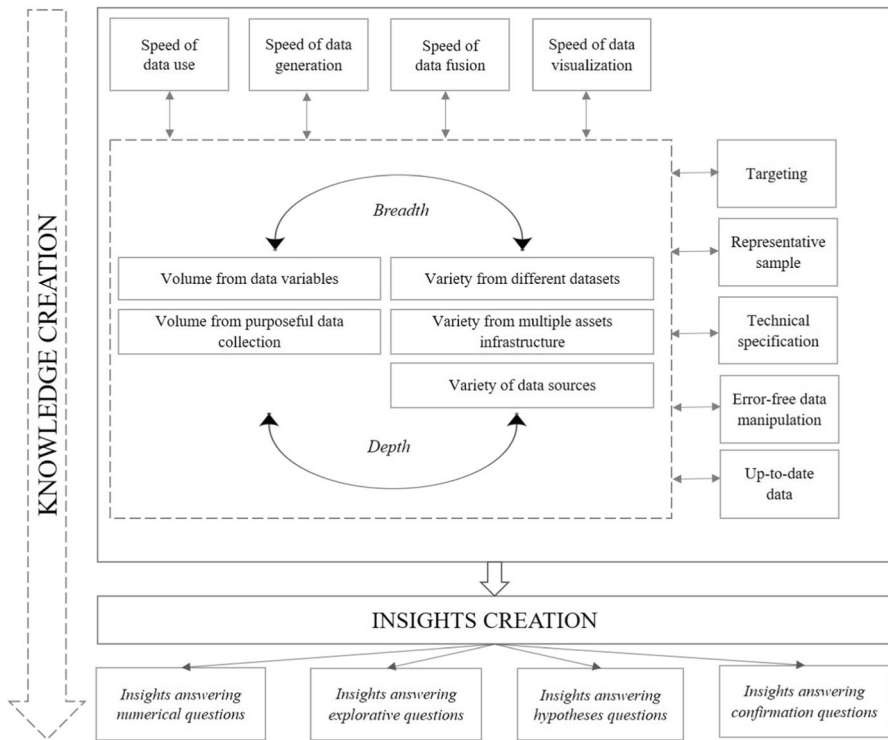 Speed of
data use
Speed of data
generation
Speed of
data fusion
Speed of data
visualization
Breadth
Volume from data variables
Variety from different datasets
Volume from purposeful data
collection
Variety from multiple assets
infrastructure
Variety of data sources
Depth
Targeting
Representative
sample
Technical
specification
Error-free data
manipulation
Up-to-date
data
KNOWLEDGE CREATION
INSIGHTS CREATION
Insights answering
numerical questions
Insights answering
explorative questions
Insights answering
hypotheses questions
Insights answering
confirmation questions